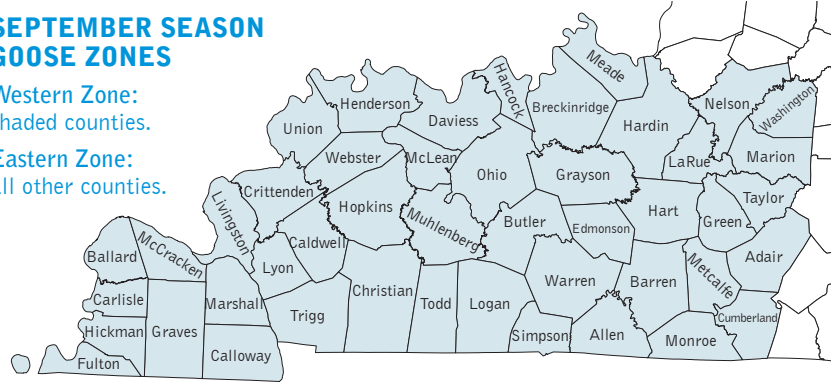 SEPTEMBER SEASON
GOOSE ZONES
Western Zone:
haded counties.
Eastern Zone:
ll other counties.
Meade
Hancock
Henderson
Breckinridge
Nelson
Washington
Union
Daviess
Hardin
Webster
McLean
LaRue
Marion
Ohio
Grayson
Crittenden
Taylor
Livingston
Hopkins
Muhlenberg
Butler
Hart
Green
Edmonson
McCracken
Caldwell
Ballard
Adair
Lyon
Metcalfe
Warren
Barren
Christian
Carlisle
Marshall
Todd
Logan
Trigg
Cumberland
Hickman
Graves
Simpson
Allen
Monroe
Calloway
Fulton